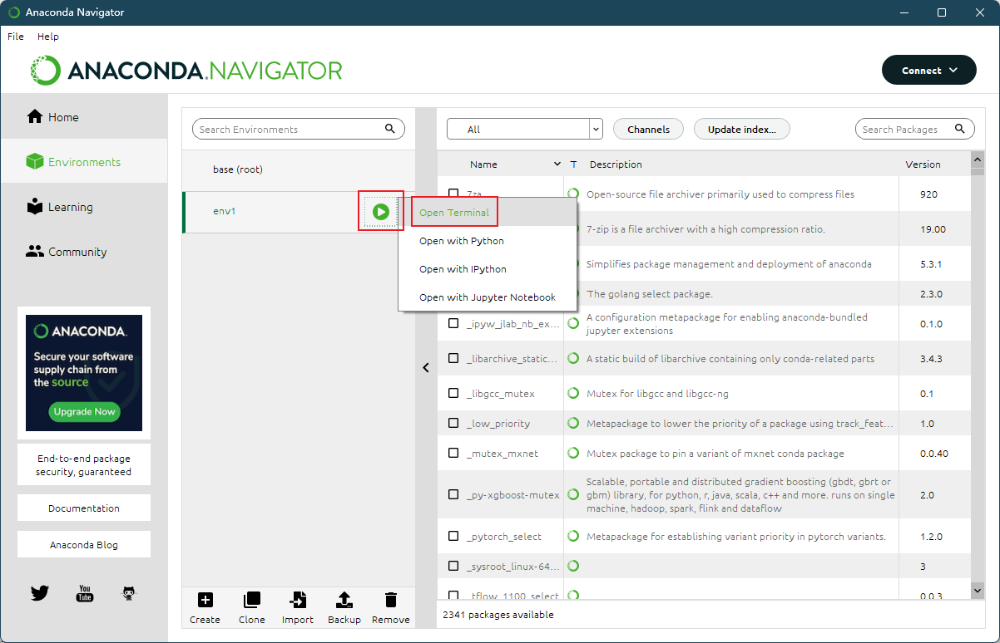 Anaconda Navigator
File Help
ANACONDA.NAVIGATOR
Connect
Home
Environments
Learning
Community
ANACONDA.
Secure your software
supply chain from
the source
Upgrade Now
End-to-end package
security, guaranteed
Documentation
Anaconda Blog
You
Tube
Search Environments
base (root)
env1
Open Terminal
Open with Python
Open with IPython
Open with Jupyter Notebook
Create Clone Import Backup Remove
All Channels Update index... Search Packages
Name T Description Version
7za Open-source file archiver primarily used to compress files 920
7-zip is a file archiver with a high compression ratio. 19.00
Simplifies package management and deployment of anaconda 5.3.1
The golang select package. 2.3.0
_ipyw_jlab_nb_ex... A configuration metapackage for enabling anaconda-bundled
jupyter extensions 0.1.0
_libarchive_static... A static build of libarchive containing only conda-related parts 3.4.3
_libgcc_mutex Mutex for libgcc and libgcc-ng 0.1
_low_priority Metapackage to lower the priority of a package using track_feat... 1.0
_mutex_mxnet Mutex package to pin a variant of mxnet conda package 0.0.40
_py-xgboost-mutex Scalable, portable and distributed gradient boosting (gbdt, gbrt or
gbm) library, for python, r, java, scala, c++ and more. runs on single
machine, hadoop, spark, flink and dataflow 2.0
_pytorch_select Metapackage for establishing variant priority in pytorch variants. 1.2.0
_sysroot_linux-64... 3
_tflow_1100_select 0.0.3
2341 packages available